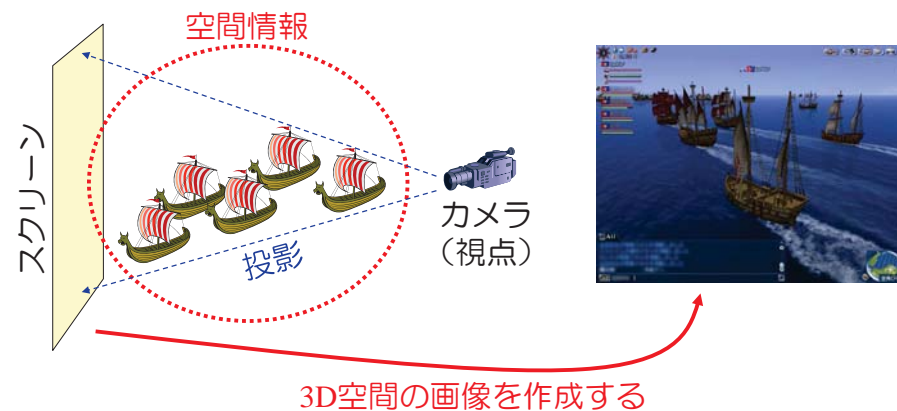 空間情報
スクリーン
カメラ
(視点)
投影
3D空間の画像を作成する